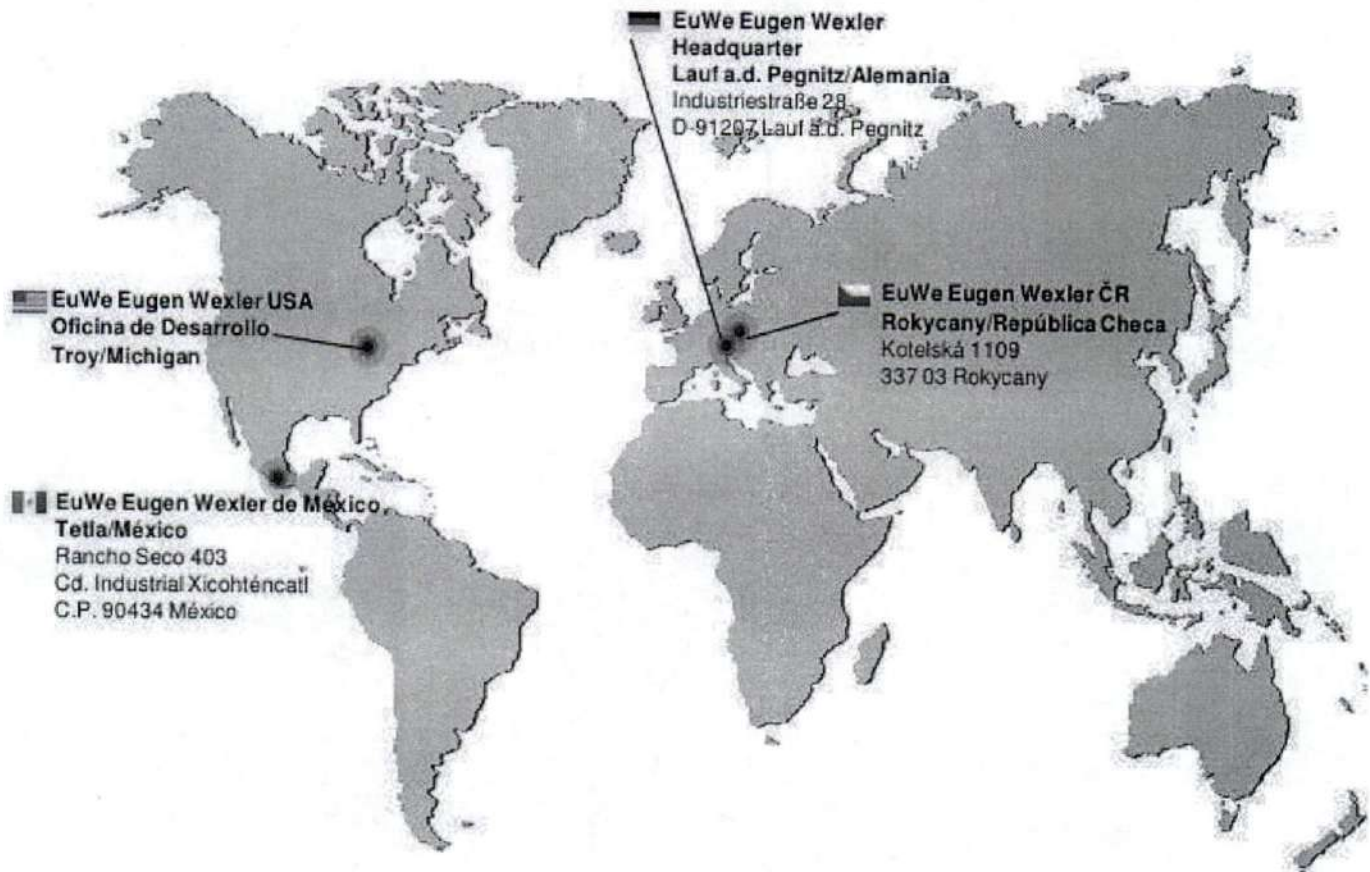 EuWe Eugen Wexler
Headquarter
Lauf a.d. Pegnitz/Alemania
Industriestraße 28
D-91207 Lauf a.d. Pegnitz
EuWe Eugen Wexler USA
Oficina de Desarrollo
Troy/Michigan
EuWe Eugen Wexler ČR
Rokycany/República Checa
Kotelská 1109
337 03 Rokycany
EuWe Eugen Wexler de México,
Tetla/México
Rancho Seco 403
Cd. Industrial Xicohténcatl
C.P. 90434 México